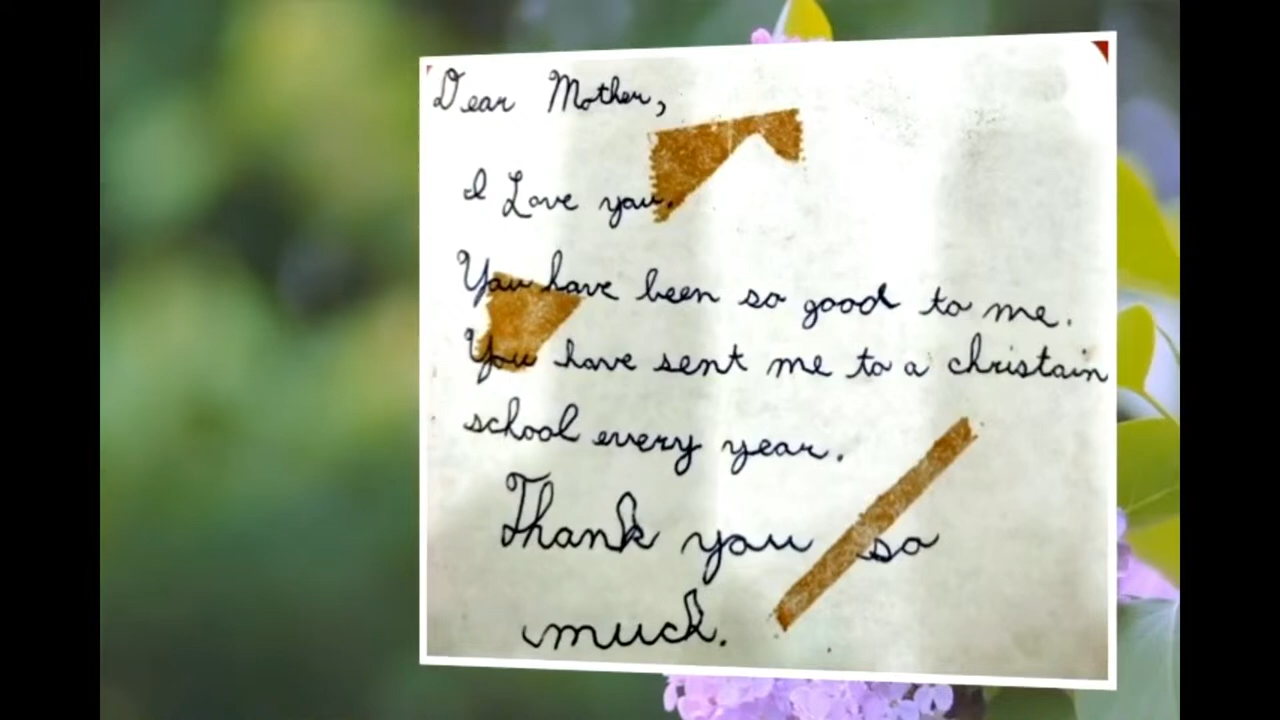 Dear Mother,
I Love you.
You have been so good to me.
You have sent me to a christain
school every year.
Thank you so
much.